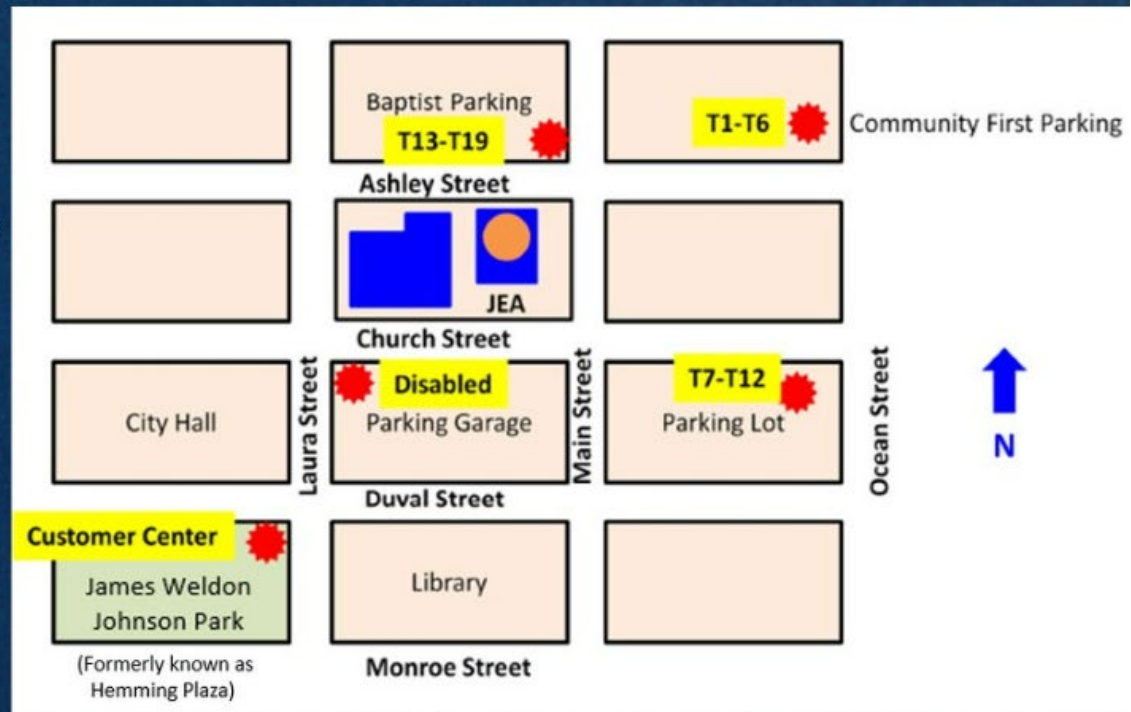 Baptist Parking
T13-T19
T1-T6
Community First Parking
Ashley Street
JEA
Church Street
Laura Street
Disabled
Main Street
T7-T12
Ocean Street
City Hall
Parking Garage
Parking Lot
N
Duval Street
Customer Center
James Weldon
Johnson Park
Library
(Formerly known as
Hemming Plaza)
Monroe Street